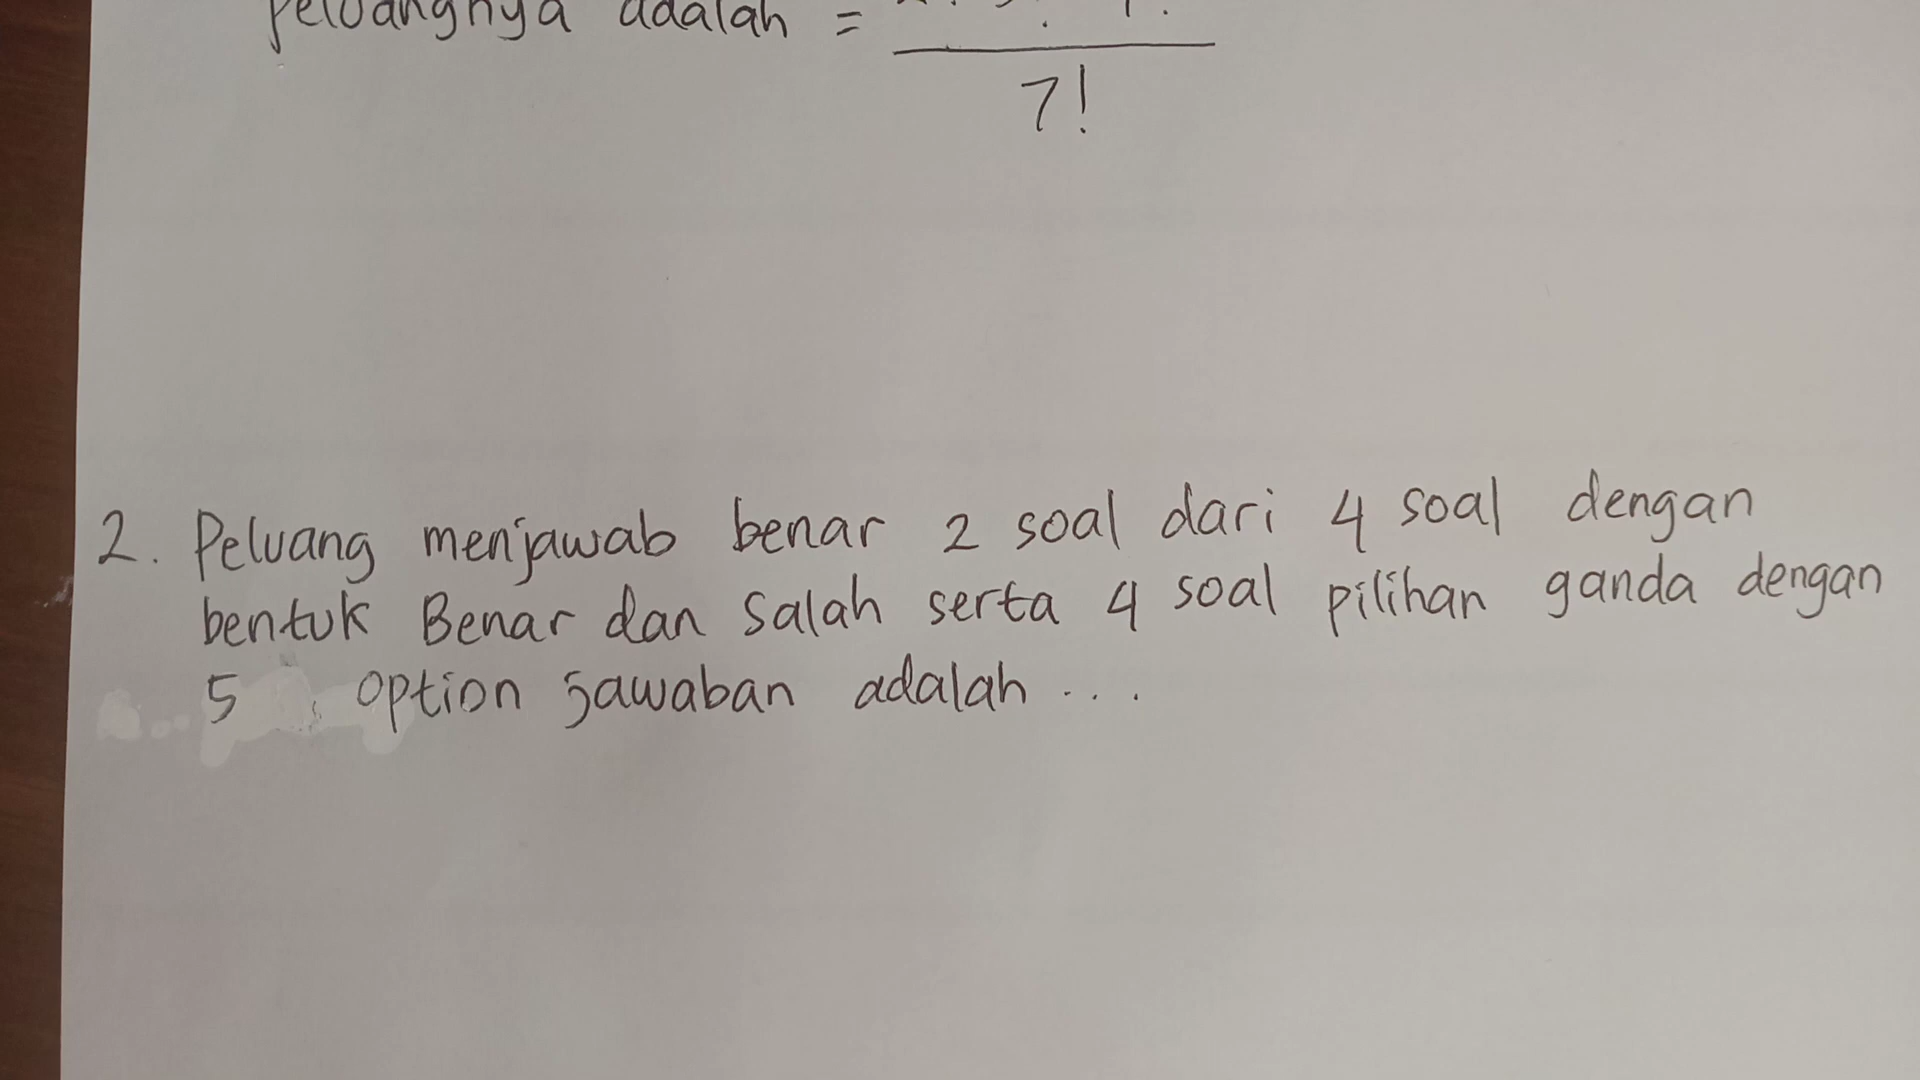 Peluangnya adalah =
7!
2. Peluang menjawab benar 2 soal dari 4 soal dengan
bentuk Benar dan Salah serta 4 soal pilihan ganda dengan
5 option Jawaban adalah ...